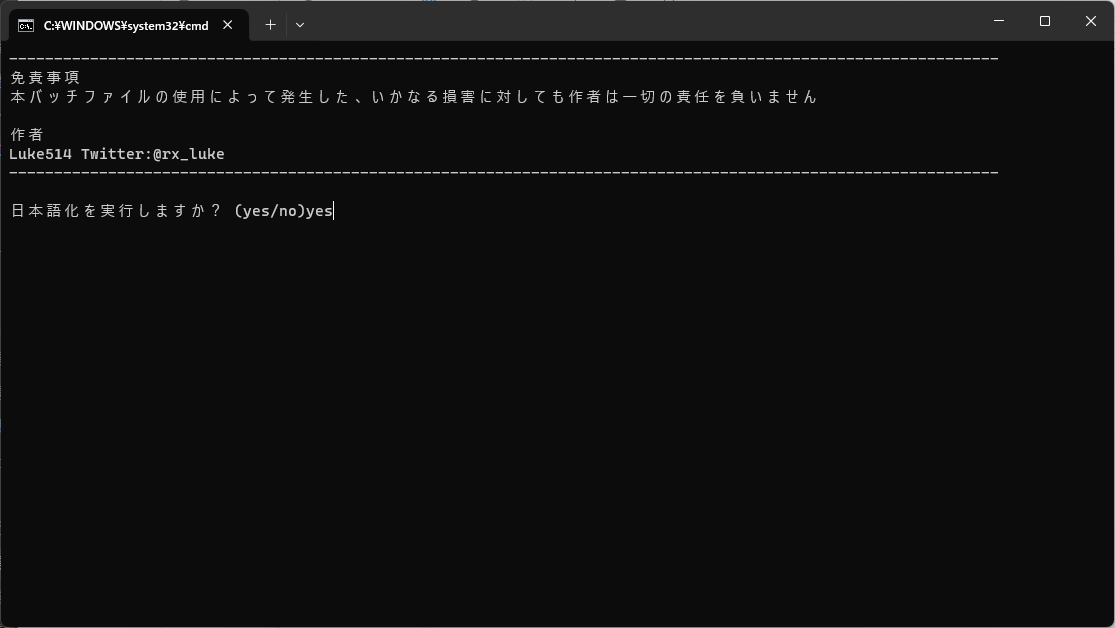 C:¥WINDOWS¥system32¥cmd
--------------------------------------------------------------------------------------------------------------
免責事項
本バッチファイルの使用によって発生した、いかなる損害に対しても作者は一切の責任を負いません
作者
Luke514 Twitter:@rx_luke
--------------------------------------------------------------------------------------------------------------
日本語化を実行しますか？ (yes/no)yes